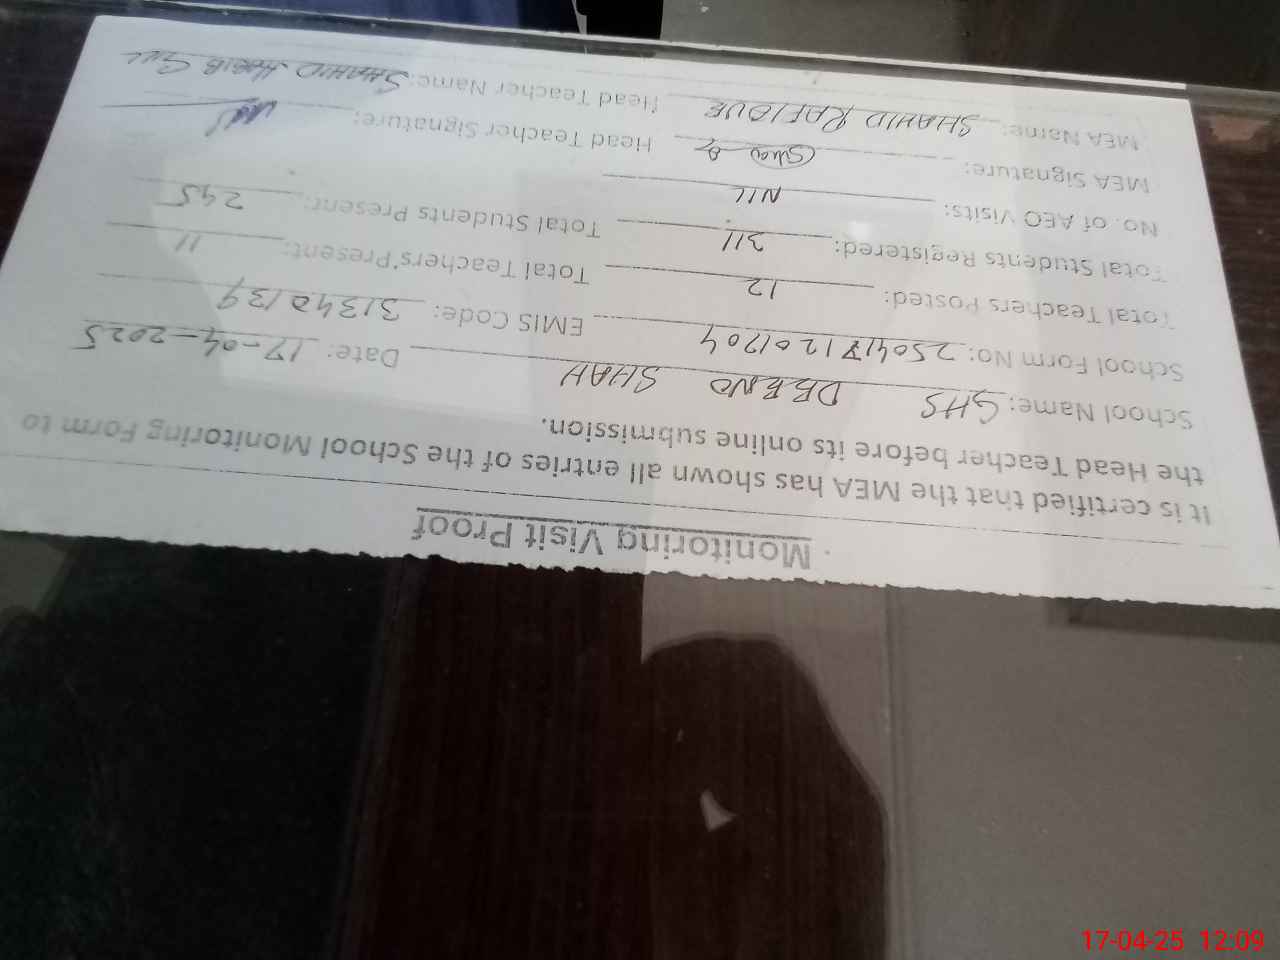 Monitoring Visit Proof
It is certified that the MEA has shown all entries of the School Monitoring Form to
the Head Teacher before its online submission.
School Name: GHS SHAH Date: 17-04-2025
School Form No: EMIS Code: 31340139
Total Teachers Posted: 12 Total Teachers Present: 11
Total Students Registered: 311 Total Students Present: 245
No. of AEO Visits: NIL
MEA Signature: Head Teacher Signature:
MEA Name: SHAHID RAFIQUE Head Teacher Name: SHAHID HABIB GILL
17-04-25 12:09